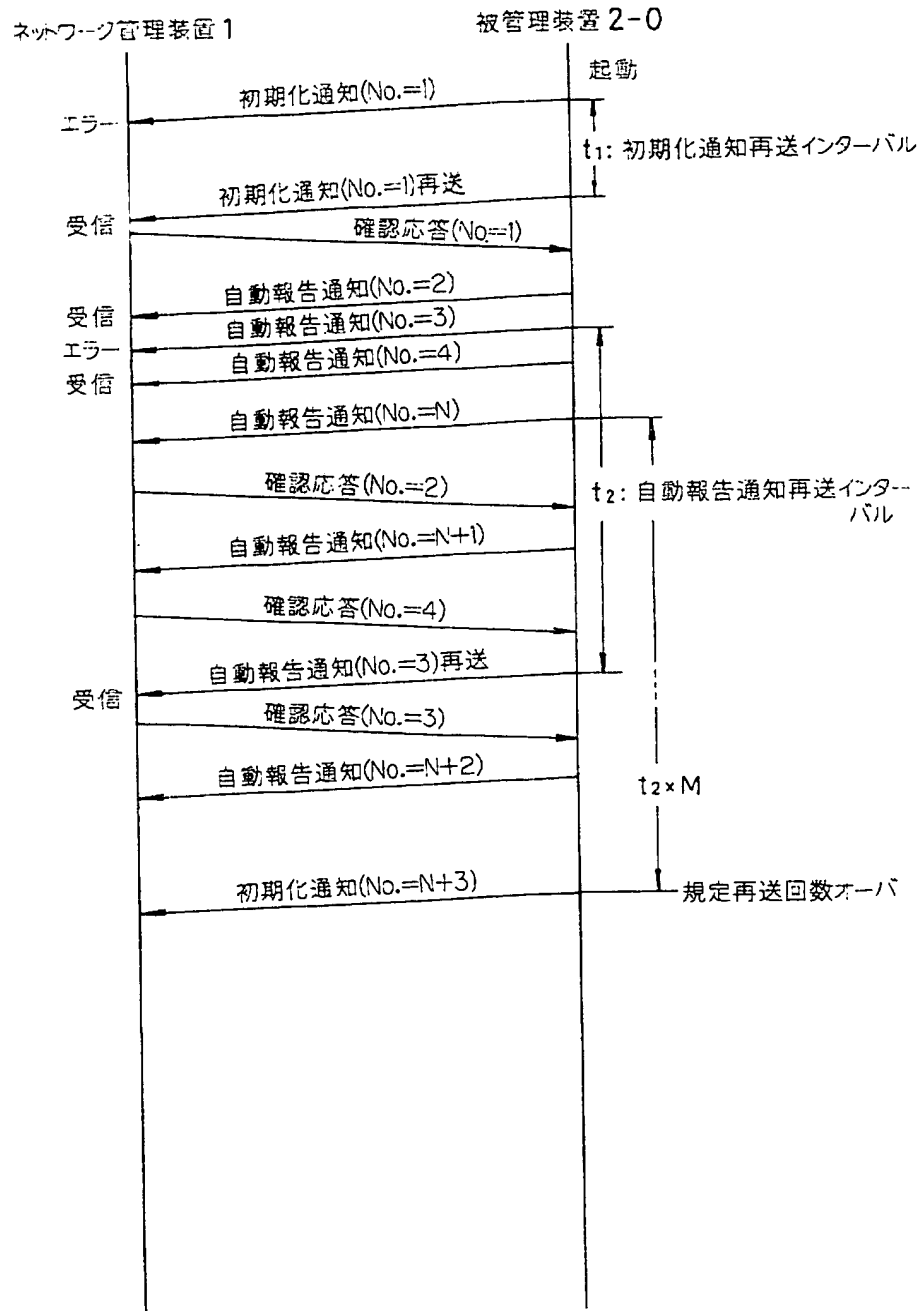 ネットワーク管理装置1
被管理装置2-0
起動
初期化通知(No.=1)
エラー
t1: 初期化通知再送インターバル
初期化通知(No.=1)再送
受信
確認応答(No.=1)
自動報告通知(No.=2)
受信
自動報告通知(No.=3)
エラー
自動報告通知(No.=4)
受信
自動報告通知(No.=N)
確認応答(No.=2)
t2: 自動報告通知再送インター
バル
自動報告通知(No.=N+1)
確認応答(No.=4)
自動報告通知(No.=3)再送
受信
確認応答(No.=3)
自動報告通知(No.=N+2)
t2×M
初期化通知(No.=N+3)
規定再送回数オーバ